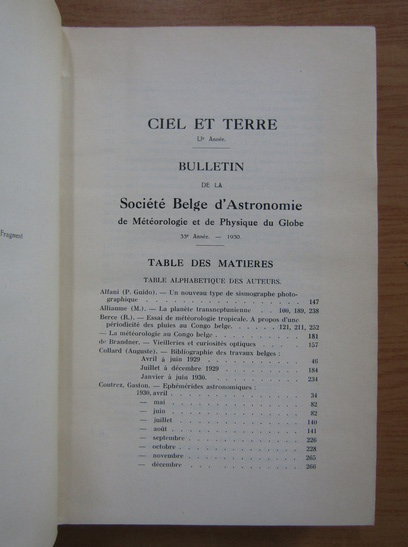 Fragment
CIEL ET TERRE
LIe Année.
BULLETIN
DE LA
Société Belge d'Astronomie
de Météorologie et de Physique du Globe
35e Année. — 1930.
TABLE DES MATIERES
TABLE ALPHABETIQUE DES AUTEURS.
Alfani (P. Guido). — Un nouveau type de sismographe photo-
graphique . . . . . . . . . . . . 147
Alliaume (M.). — La planète transneptunienne . . . 100, 189, 238
Berce (R.). — Essai de météorologie tropicale. A propos d'une
périodicité des pluies au Congo belge. . . . . 121, 211, 252
— La météorologie au Congo belge . . . . . . . 181
de Brandner. — Vieilleries et curiosités optiques . . . . 157
Collard (Auguste). — Bibliographie des travaux belges :
Avril à juin 1929 . . . . . . . . 46
Juillet à décembre 1929 . . . . . . . 184
Janvier à juin 1930. . . . . . . . 234
Coutrez, Gaston. — Ephémérides astronomiques :
1930, avril . . . . . . . . . . 34
— mai . . . . . . . . . . 82
— juin . . . . . . . . . . 82
— juillet . . . . . . . . . . 140
— août . . . . . . . . . . 141
— septembre . . . . . . . . . 226
— octobre . . . . . . . . . . 228
— novembre . . . . . . . . . 265
— décembre . . . . . . . . . 266